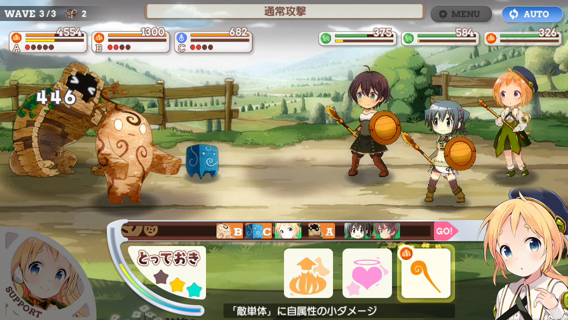 WAVE 3/3 2
通常攻撃
MENU
AUTO
4554
A
1300
B
682
C
375
584
326
446
B C A GO!
とっておき
SUPPORT
「敵単体」に自属性の小ダメージ